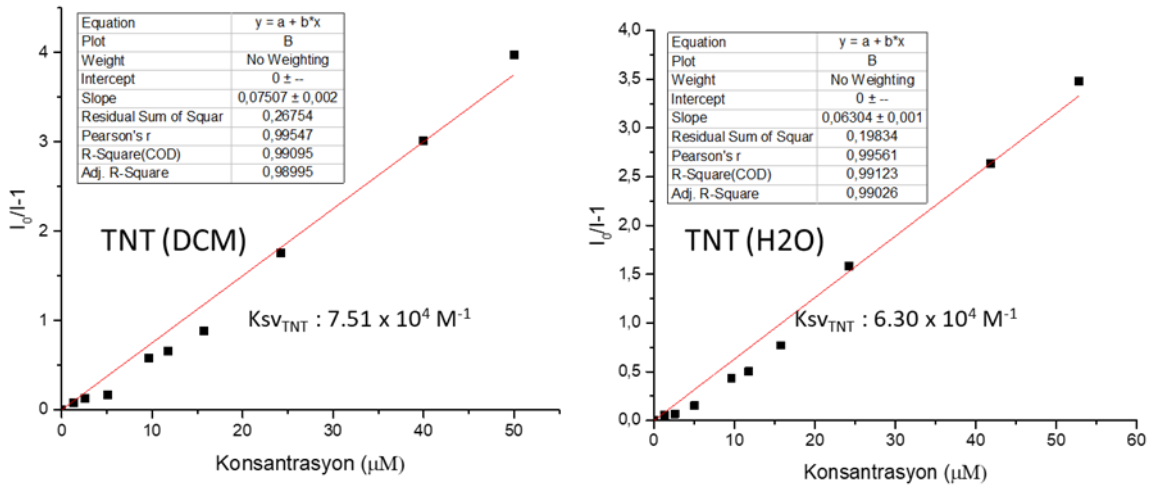 Equation y = a + b*x
Plot B
Weight No Weighting
Intercept 0 ± --
Slope 0,07507 ± 0,002
Residual Sum of Squar 0,26754
Pearson's r 0,99547
R-Square(COD) 0,99095
Adj. R-Square 0,98995
TNT (DCM)
Ksv_TNT : 7.51 x 10^4 M^-1
I_0/I-1
4
3
2
1
0
0 10 20 30 40 50
Konsantrasyon (μM)
Equation y = a + b*x
Plot B
Weight No Weighting
Intercept 0 ± --
Slope 0,06304 ± 0,001
Residual Sum of Squar 0,19834
Pearson's r 0,99561
R-Square(COD) 0,99123
Adj. R-Square 0,99026
TNT (H2O)
Ksv_TNT : 6.30 x 10^4 M^-1
I_0/I-1
4,0
3,5
3,0
2,5
2,0
1,5
1,0
0,5
0,0
0 10 20 30 40 50 60
Konsantrasyon (μM)